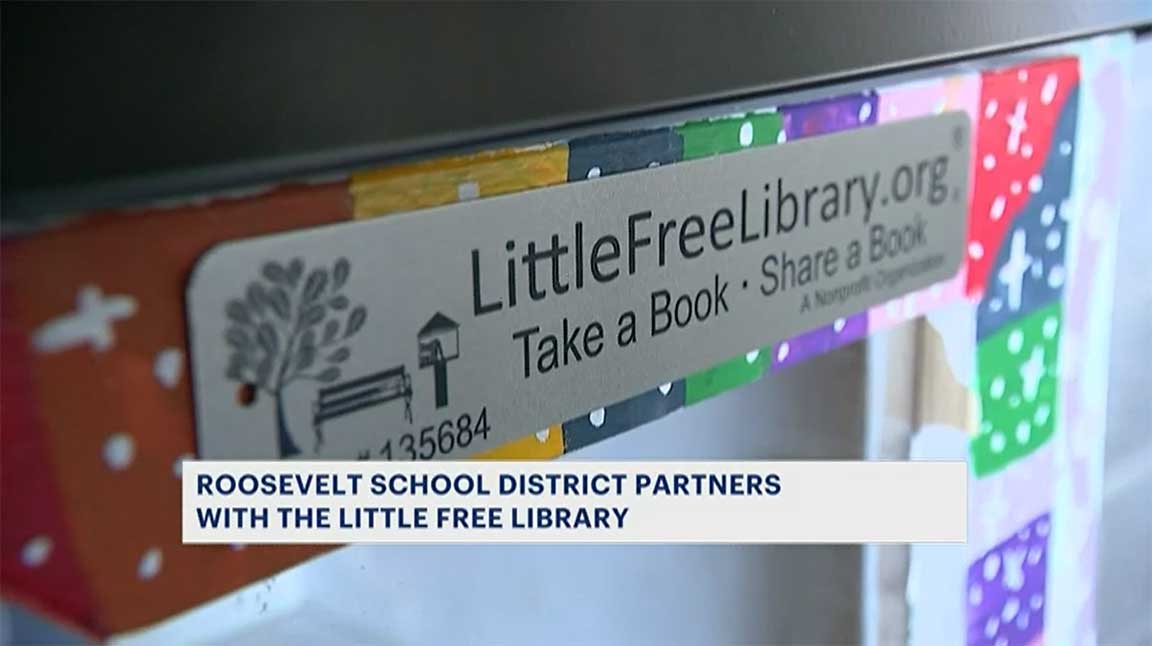 LittleFreeLibrary.org®
Take a Book · Share a Book
A Nonprofit Organization
# 135684
ROOSEVELT SCHOOL DISTRICT PARTNERS
WITH THE LITTLE FREE LIBRARY